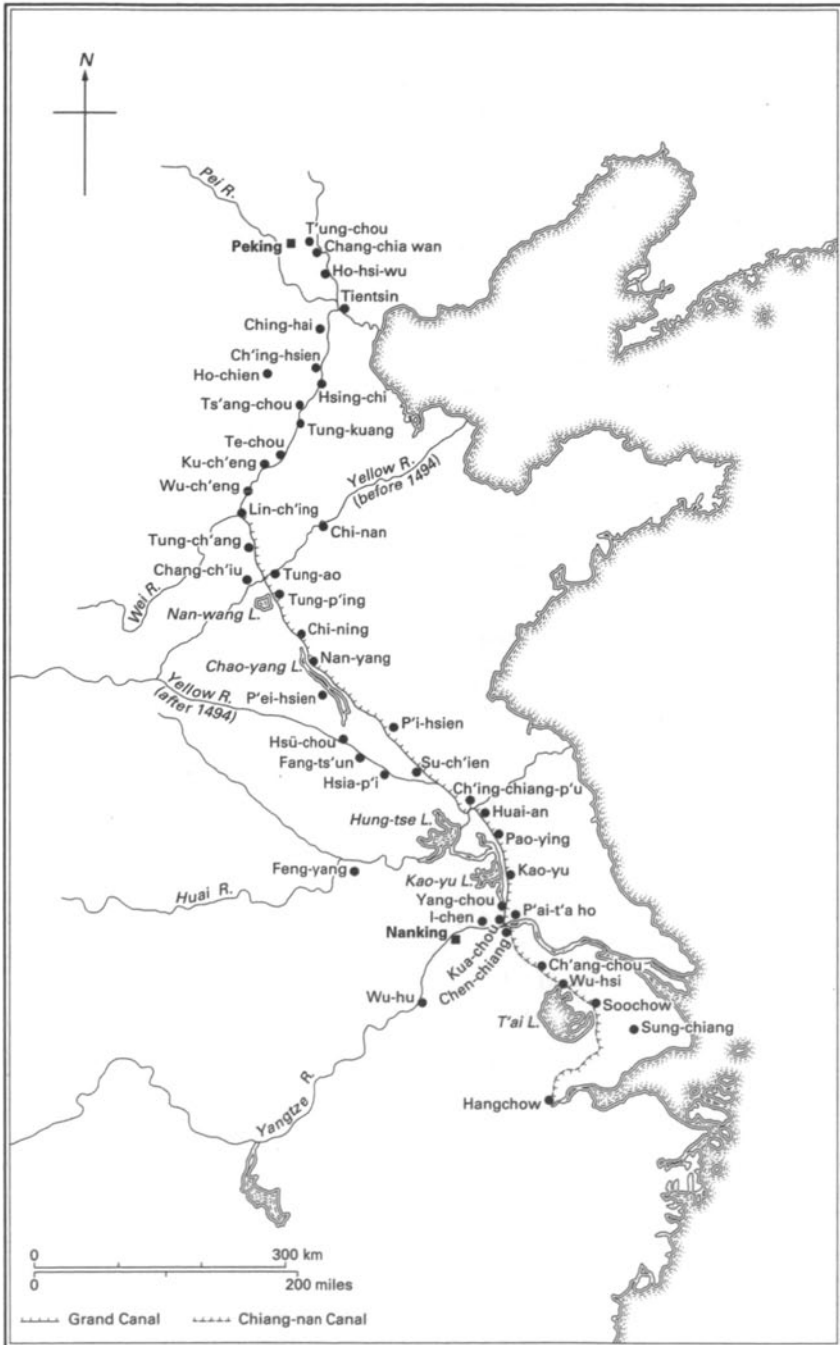 N
Pei R.
T'ung-chou
Peking
Chang-chia wan
Ho-hsi-wu
Tientsin
Ching-hai
Ch'ing-hsien
Ho-chien
Hsing-chi
Ts'ang-chou
Tung-kuang
Te-chou
Ku-ch'eng
Yellow R.
(before 1494)
Wu-ch'eng
Lin-ch'ing
Chi-nan
Tung-ch'ang
Chang-ch'iu
Tung-ao
Wei R.
Tung-p'ing
Nan-wang L.
Chi-ning
Nan-yang
Chao-yang L.
Yellow R.
(after 1494)
P'ei-hsien
P'i-hsien
Hsü-chou
Fang-ts'un
Su-ch'ien
Hsia-p'i
Ch'ing-chiang-p'u
Huai-an
Hung-tse L.
Pao-ying
Feng-yang
Kao-yu
Kao-yu L.
Huai R.
Yang-chou
P'ai-t'a ho
I-chen
Nanking
Kua-chou
Chen-chiang
Ch'ang-chou
Wu-hsi
Wu-hu
Soochow
T'ai L.
Sung-chiang
Hangchow
Yangtze R.
0 300 km
0 200 miles
Grand Canal Chiang-nan Canal